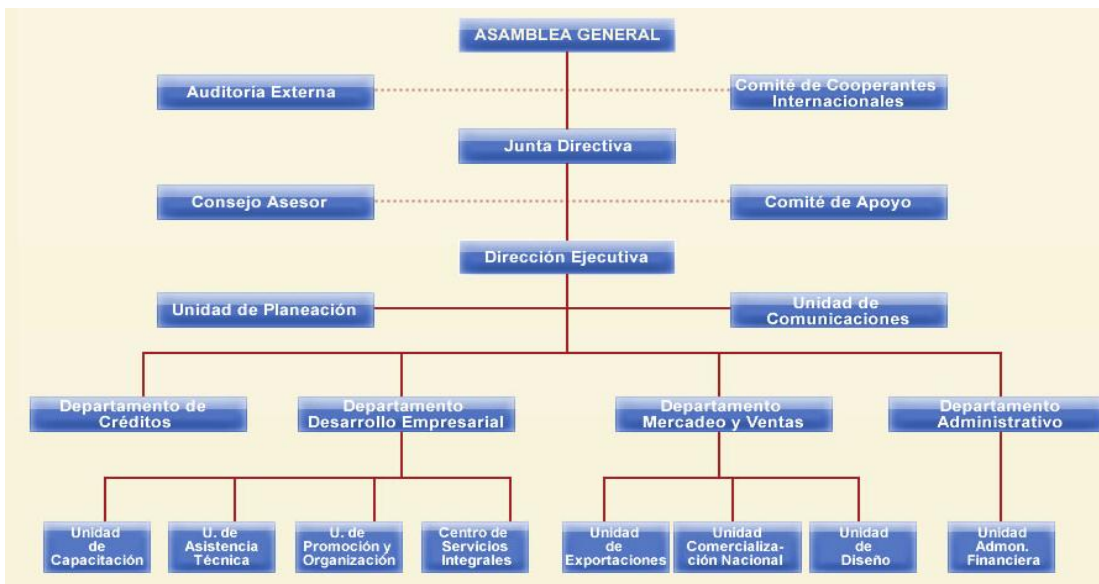 ASAMBLEA GENERAL
Auditoría Externa
Comité de Cooperantes
Internacionales
Junta Directiva
Consejo Asesor
Comité de Apoyo
Dirección Ejecutiva
Unidad de Planeación
Unidad de
Comunicaciones
Departamento de
Créditos
Departamento
Desarrollo Empresarial
Departamento
Mercadeo y Ventas
Departamento
Administrativo
Unidad
de
Capacitación
U. de
Asistencia
Técnica
U. de
Promoción y
Organización
Centro de
Servicios
Integrales
Unidad
de
Exportaciones
Unidad
Comercializa-
ción Nacional
Unidad
de
Diseño
Unidad
Admon.
Financiera